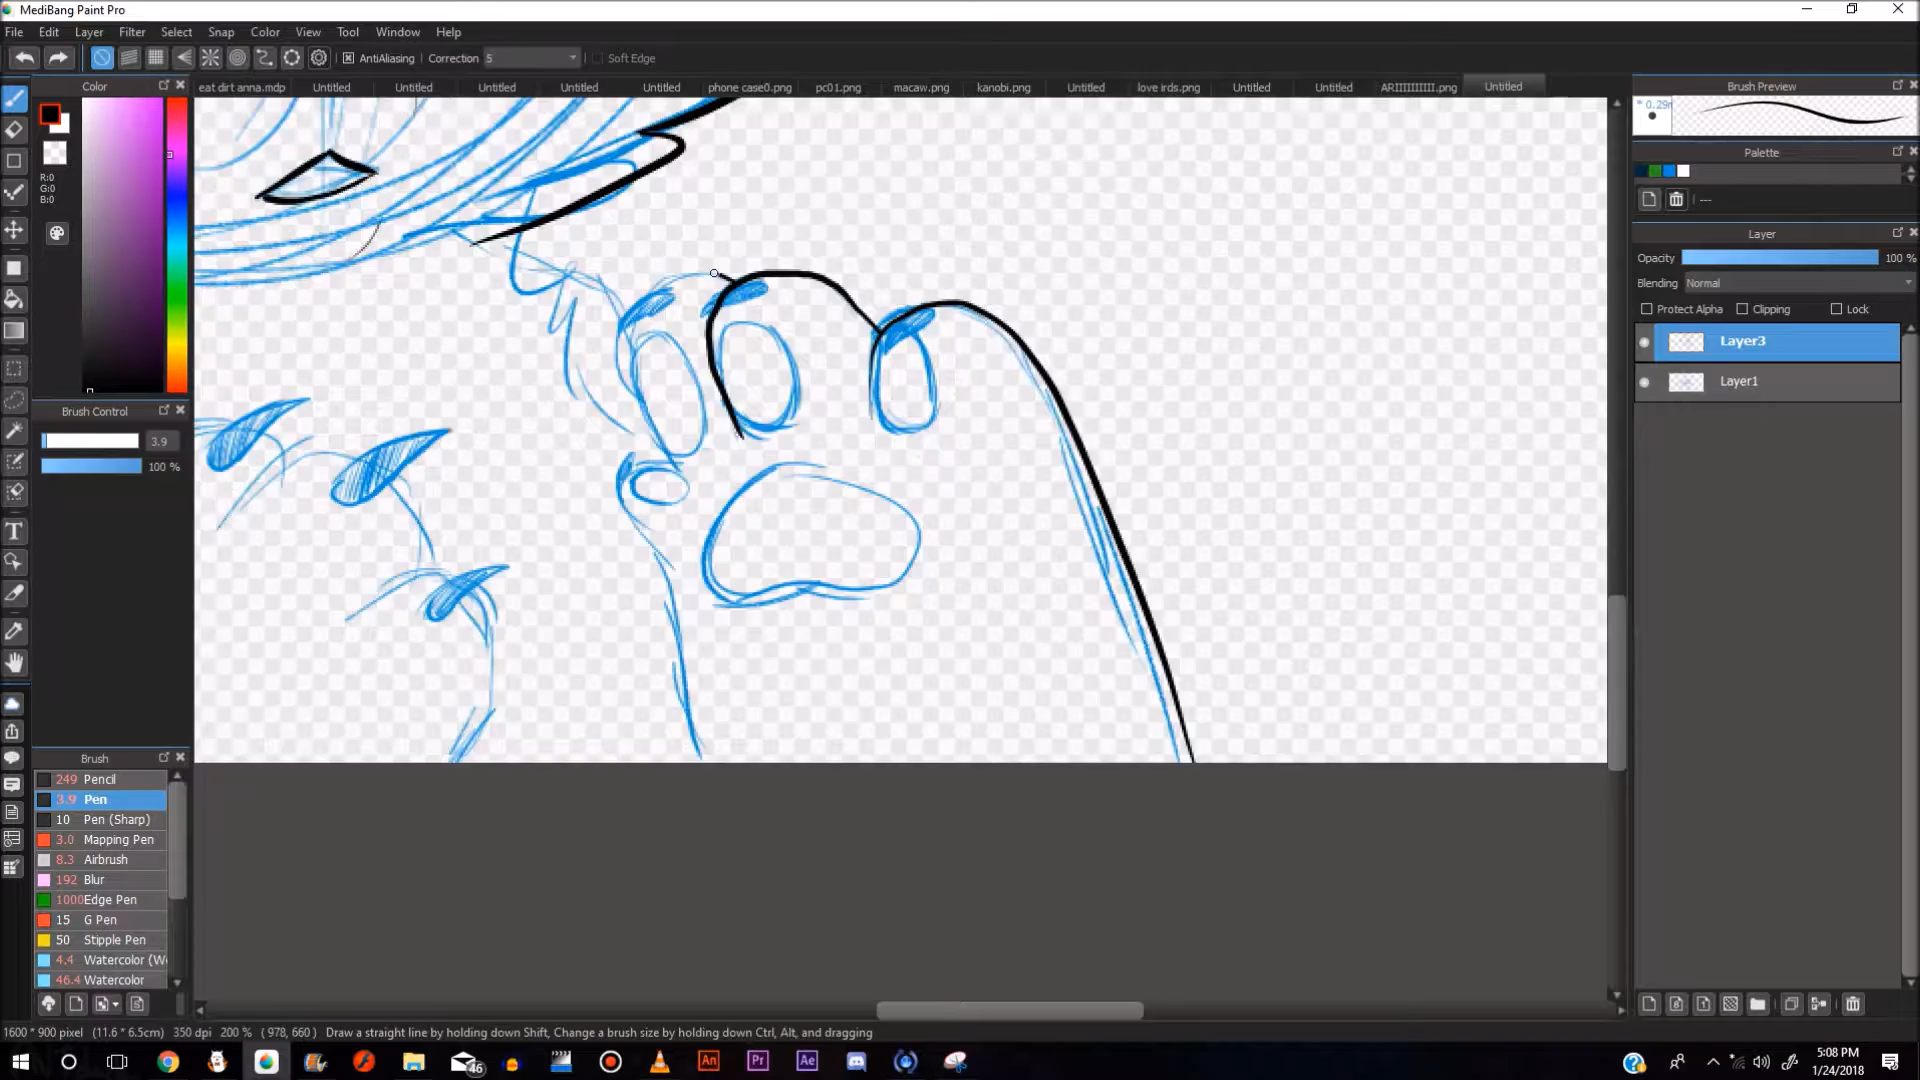 MediBang Paint Pro
File Edit Layer Filter Select Snap Color View Tool Window Help
AntiAliasing Correction 5 Soft Edge
Color
eat dirt anna.mdp Untitled Untitled Untitled Untitled Untitled phone case0.png pc01.png macaw.png kanobi.png Untitled love irds.png Untitled Untitled ARIIIIIIIIII.png Untitled
Brush Preview
* 0.29
Palette
R:0
G:0
B:0
---
Layer
Opacity 100 %
Blending Normal
Protect Alpha Clipping Lock
Layer3
Layer1
Brush Control
3.9
100 %
T
Brush
249 Pencil
3.9 Pen
10 Pen (Sharp)
3.0 Mapping Pen
8.3 Airbrush
192 Blur
1000 Edge Pen
15 G Pen
50 Stipple Pen
4.4 Watercolor (W
46.4 Watercolor
1600 * 900 pixel (11.6 * 6.5cm) 350 dpi 200 % ( 978, 660 ) Draw a straight line by holding down Shift, Change a brush size by holding down Ctrl, Alt, and dragging
46 An Pr Ae
5:08 PM
1/24/2018